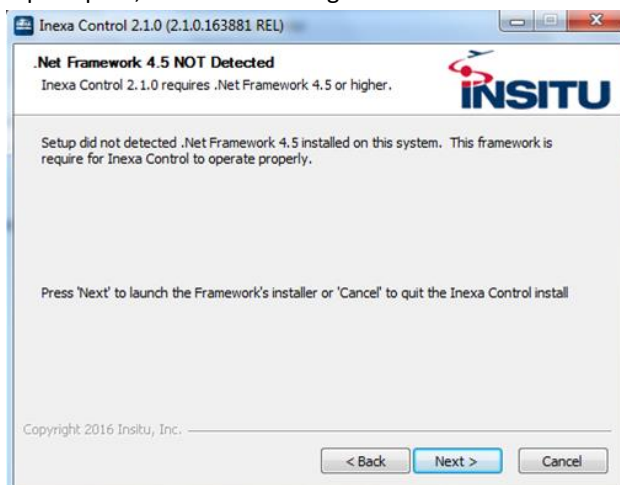 Inexa Control 2.1.0 (2.1.0.163881 REL)
.Net Framework 4.5 NOT Detected
Inexa Control 2.1.0 requires .Net Framework 4.5 or higher.
INSITU
Setup did not detected .Net Framework 4.5 installed on this system. This framework is
require for Inexa Control to operate properly.
Press 'Next' to launch the Framework's installer or 'Cancel' to quit the Inexa Control install
Copyright 2016 Insitu, Inc.
< Back Next > Cancel